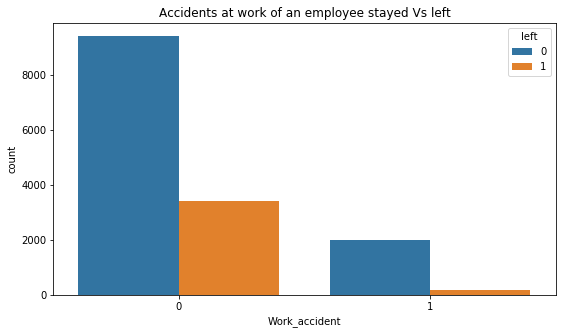 Accidents at work of an employee stayed Vs left
left
0
1
count
8000
6000
4000
2000
0
0 1
Work_accident